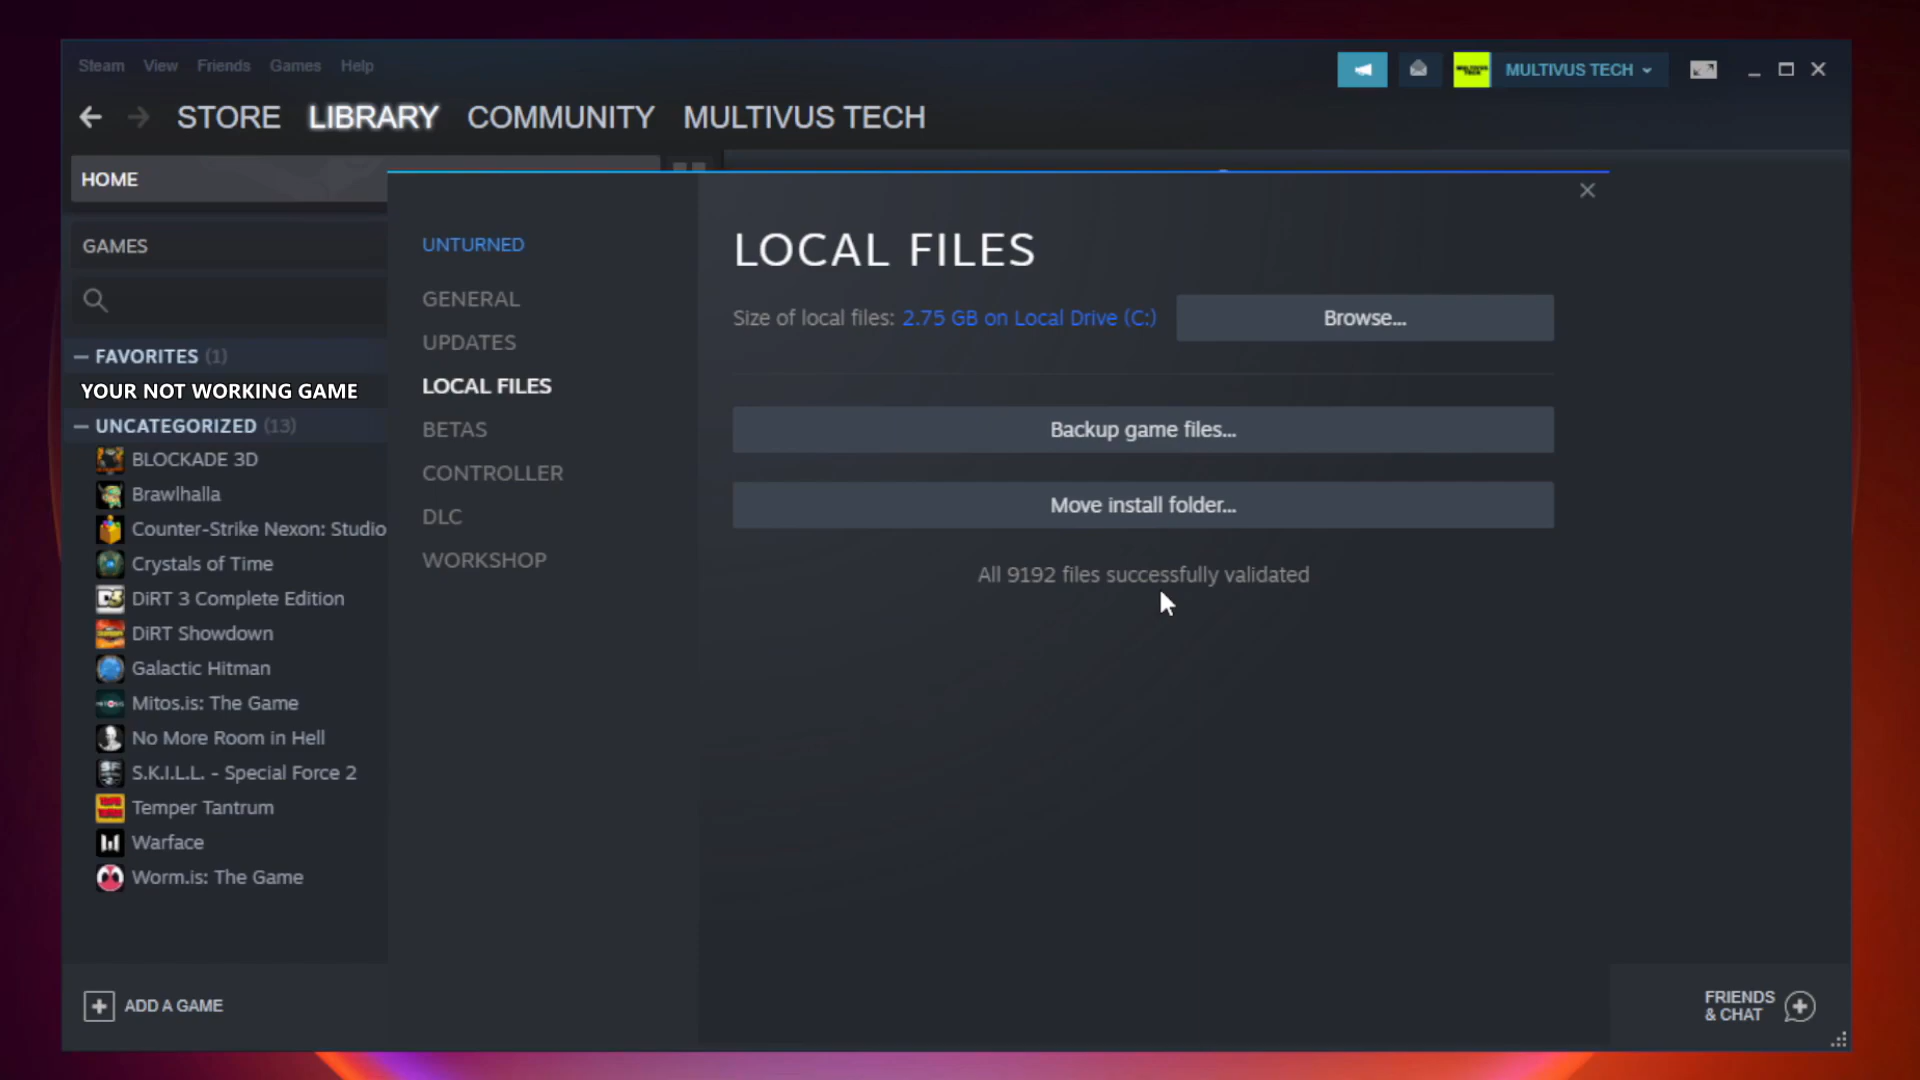 Steam View Friends Games Help
MULTIVUS TECH
STORE LIBRARY COMMUNITY MULTIVUS TECH
HOME
GAMES
— FAVORITES (1)
YOUR NOT WORKING GAME
— UNCATEGORIZED (13)
BLOCKADE 3D
Brawlhalla
Counter-Strike Nexon: Studio
Crystals of Time
DiRT 3 Complete Edition
DiRT Showdown
Galactic Hitman
Mitos.is: The Game
No More Room in Hell
S.K.I.L.L. - Special Force 2
Temper Tantrum
Warface
Worm.is: The Game
ADD A GAME
UNTURNED
GENERAL
UPDATES
LOCAL FILES
BETAS
CONTROLLER
DLC
WORKSHOP
LOCAL FILES
Size of local files: 2.75 GB on Local Drive (C:) Browse...
Backup game files...
Move install folder...
All 9192 files successfully validated
FRIENDS
& CHAT